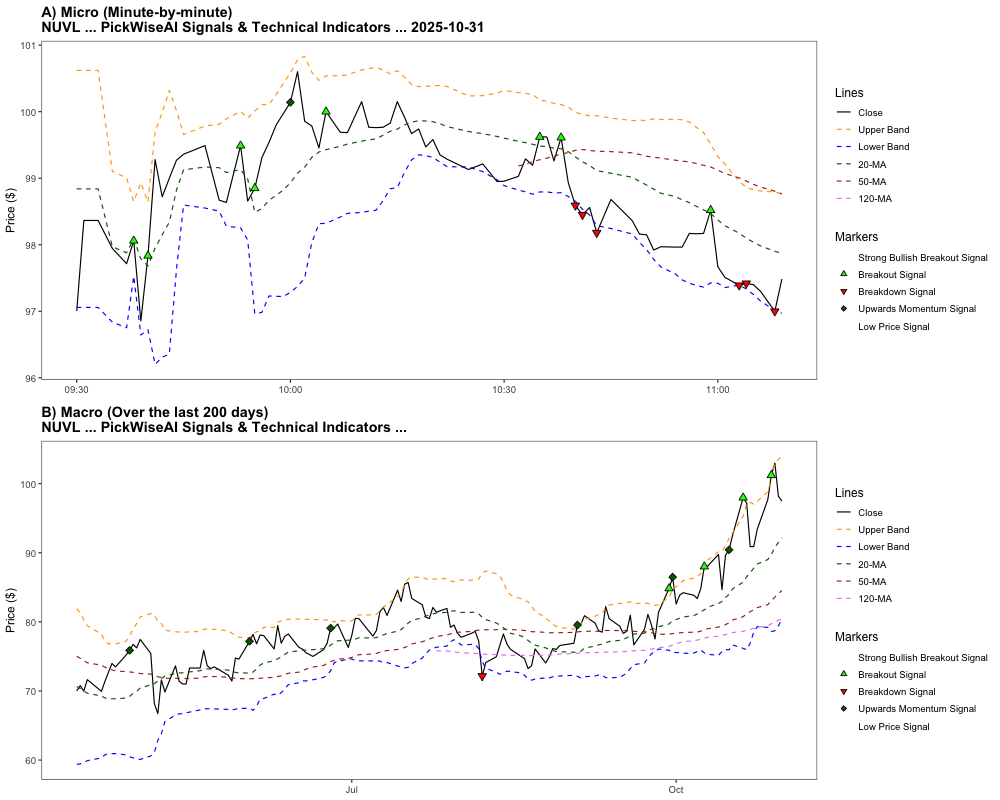 A) Micro (Minute-by-minute)
NUVL ... PickWiseAI Signals & Technical Indicators ... 2025-10-31
Price ($)
101
100
99
98
97
96
09:30
10:00
10:30
11:00
Lines
Close
Upper Band
Lower Band
20-MA
50-MA
120-MA
Markers
Strong Bullish Breakout Signal
Breakout Signal
Breakdown Signal
Upwards Momentum Signal
Low Price Signal
B) Macro (Over the last 200 days)
NUVL ... PickWiseAI Signals & Technical Indicators ...
Price ($)
100
90
80
70
60
Jul
Oct
Lines
Close
Upper Band
Lower Band
20-MA
50-MA
120-MA
Markers
Strong Bullish Breakout Signal
Breakout Signal
Breakdown Signal
Upwards Momentum Signal
Low Price Signal